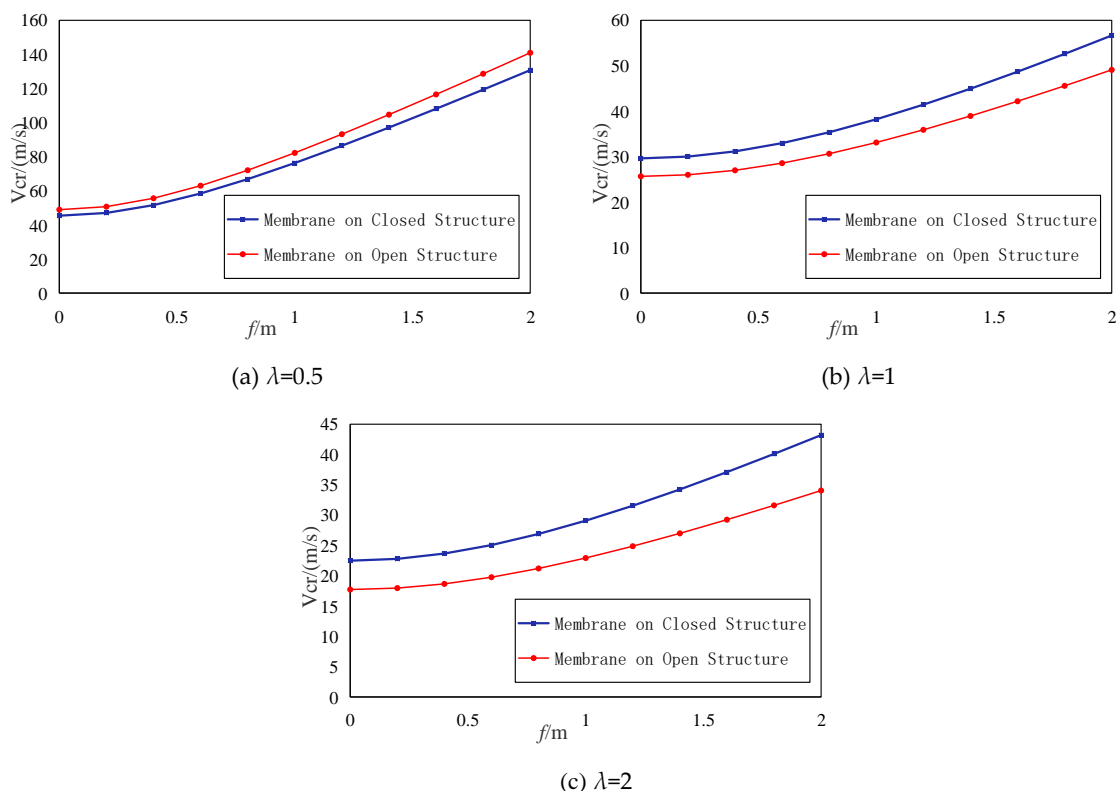 160
140
120
100
80
60
40
20
0
Vcr/(m/s)
Membrane on Closed Structure
Membrane on Open Structure
0 0.5 1 1.5 2
f/m
(a) λ=0.5
60
50
40
30
20
10
0
Vcr/(m/s)
Membrane on Closed Structure
Membrane on Open Structure
0 0.5 1 1.5 2
f/m
(b) λ=1
45
40
35
30
25
20
15
10
5
0
Vcr/(m/s)
Membrane on Closed Structure
Membrane on Open Structure
0 0.5 1 1.5 2
f/m
(c) λ=2